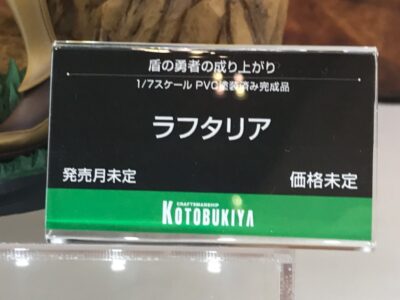 盾の勇者の成り上がり
1/7スケール PVC塗装済み完成品
ラフタリア
発売月未定 価格未定
CRAFTSMANSHIP
KOTOBUKIYA